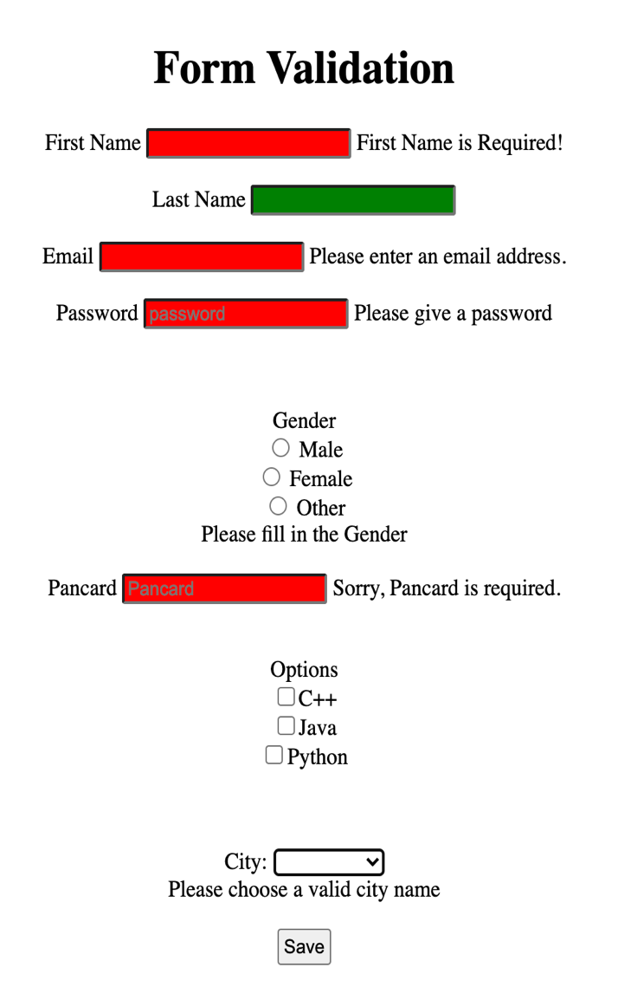 Form Validation
First Name First Name is Required!
Last Name
Email Please enter an email address.
Password password Please give a password
Gender
Male
Female
Other
Please fill in the Gender
Pancard Pancard Sorry, Pancard is required.
Options
C++
Java
Python
City:
Please choose a valid city name
Save